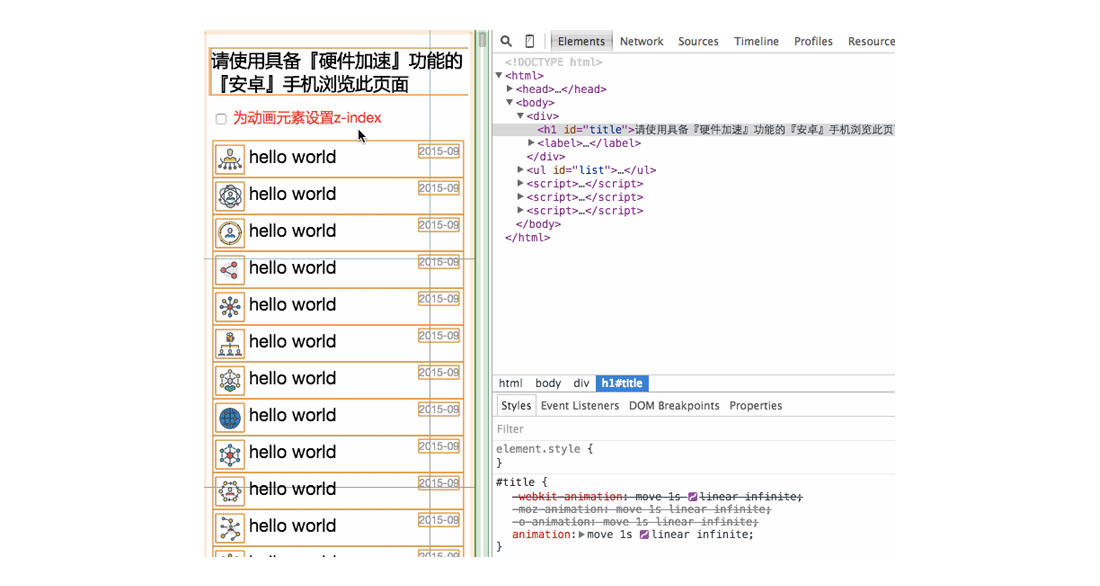 请使用具备『硬件加速』功能的
『安卓』手机浏览此页面
为动画元素设置z-index
hello world
2015-09
hello world
2015-09
hello world
2015-09
hello world
2015-09
hello world
2015-09
hello world
2015-09
hello world
2015-09
hello world
2015-09
hello world
2015-09
hello world
2015-09
hello world
2015-09
hello world
2015-09
Elements Network Sources Timeline Profiles Resource
<!DOCTYPE html>
▼<html>
▶<head>…</head>
▼<body>
▼<div>
<h1 id="title">请使用具备『硬件加速』功能的『安卓』手机浏览此页
▶<label>…</label>
</div>
▶<ul id="list">…</ul>
▶<script>…</script>
▶<script>…</script>
▶<script>…</script>
</body>
</html>
html body div h1#title
Styles Event Listeners DOM Breakpoints Properties
Filter
element.style {
}
#title {
-webkit-animation: move 1s linear infinite;
-moz-animation: move 1s linear infinite;
-o-animation: move 1s linear infinite;
animation:▶move 1s linear infinite;
}